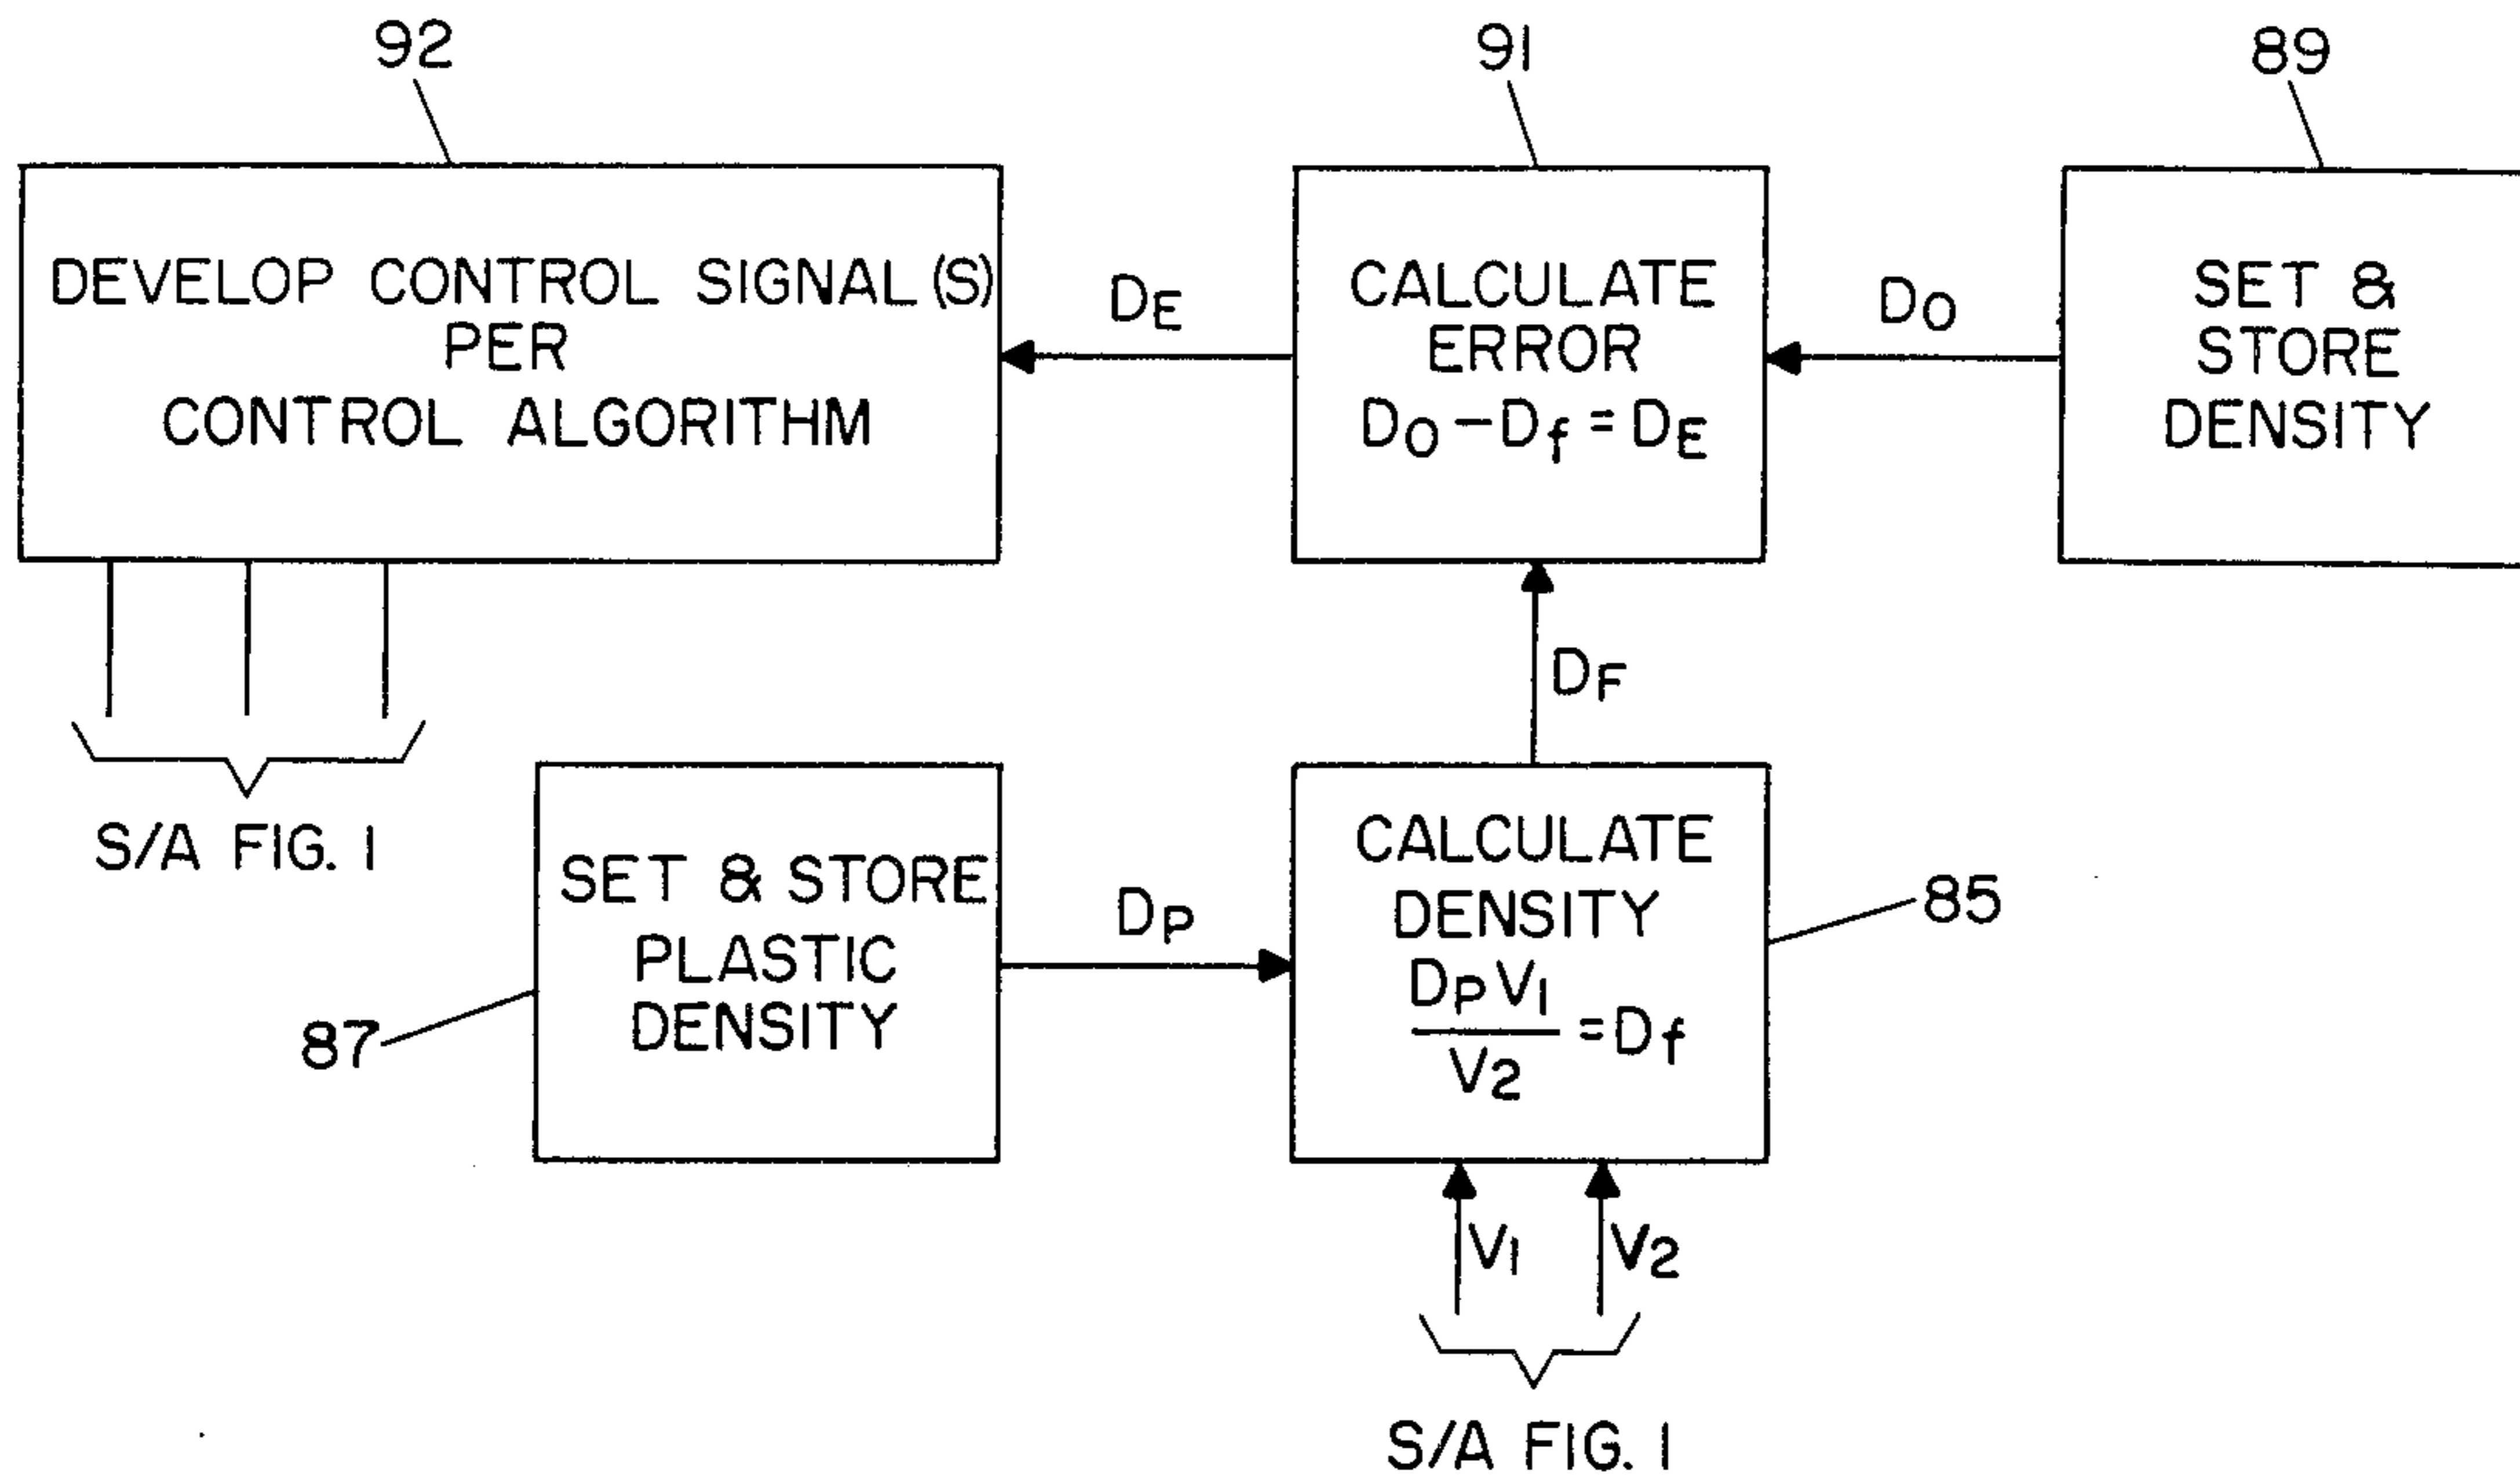 92
91
89
DEVELOP CONTROL SIGNAL(S)
PER
CONTROL ALGORITHM
DE
CALCULATE
ERROR
DO - Df = DE
DO
SET &
STORE
DENSITY
DF
S/A FIG. 1
SET & STORE
PLASTIC
DENSITY
87
DP
CALCULATE
DENSITY
DP V1
V2
= Df
85
V1
V2
S/A FIG. 1